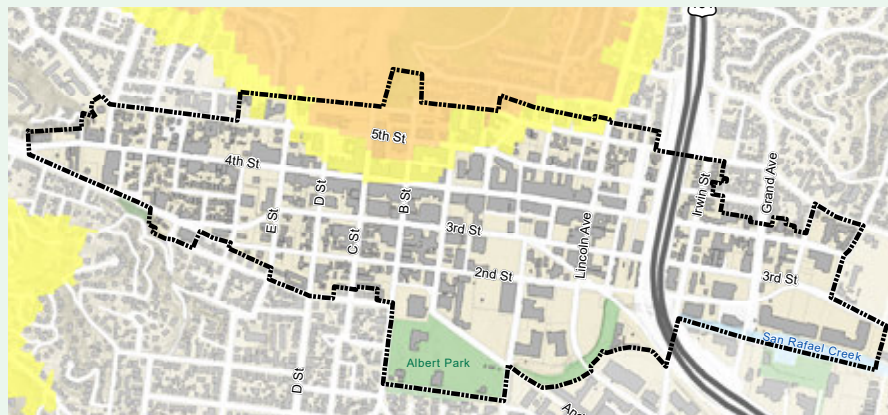 5th St
4th St
Grand Ave
D St
B St
Irwin St
E St
3rd St
Lincoln Ave
C St
2nd St
3rd St
San Rafael Creek
Albert Park
D St